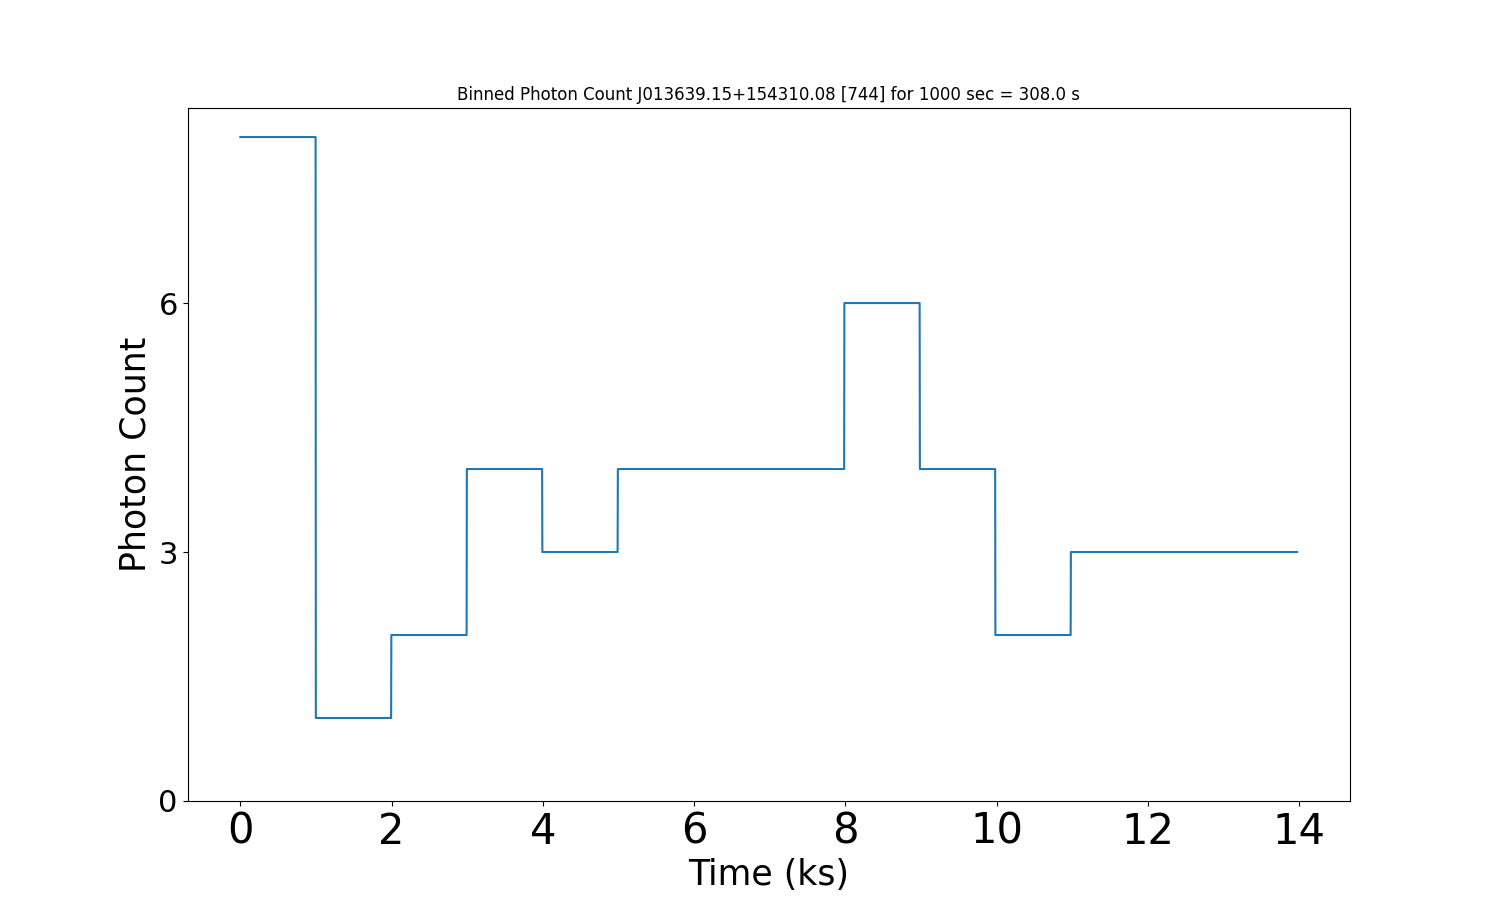 Binned Photon Count J013639.15+154310.08 [744] for 1000 sec = 308.0 s
6
3
0
Photon Count
0 2 4 6 8 10 12 14
Time (ks)